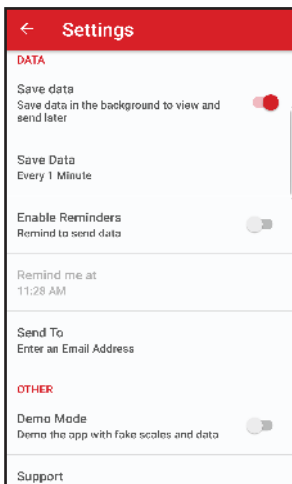 Settings
DATA
Save data
Save data in the background to view and
send later
Save Data
Every 1 Minute
Enable Reminders
Remind to send data
Remind me at
11:28 AM
Send To
Enter an Email Address
OTHER
Demo Mode
Demo the app with fake scales and data
Support